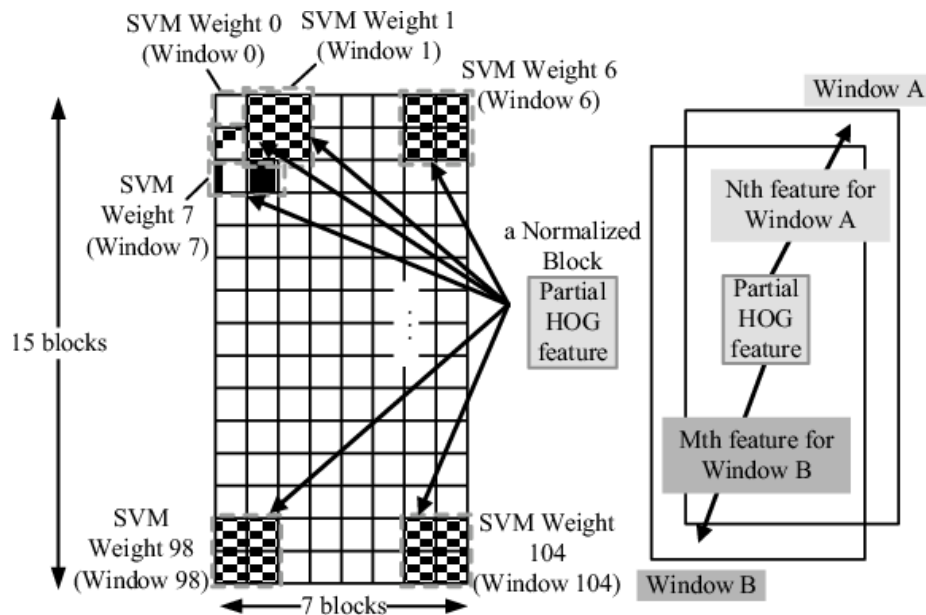 SVM Weight 0
(Window 0)
SVM Weight 1
(Window 1)
SVM Weight 6
(Window 6)
Window A
SVM
Weight 7
(Window 7)
Nth feature for
Window A
a Normalized
Block
Partial
HOG
feature
Partial
HOG
feature
15 blocks
Mth feature for
Window B
SVM
Weight 98
(Window 98)
SVM Weight
104
(Window 104)
Window B
7 blocks